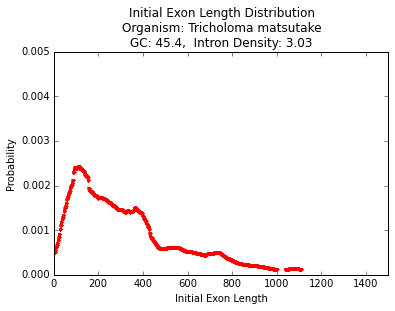 Initial Exon Length Distribution
Organism: Tricholoma matsutake
GC: 45.4,  Intron Density: 3.03
0.005
0.004
0.003
0.002
0.001
0.000
Probability
0 200 400 600 800 1000 1200 1400
Initial Exon Length